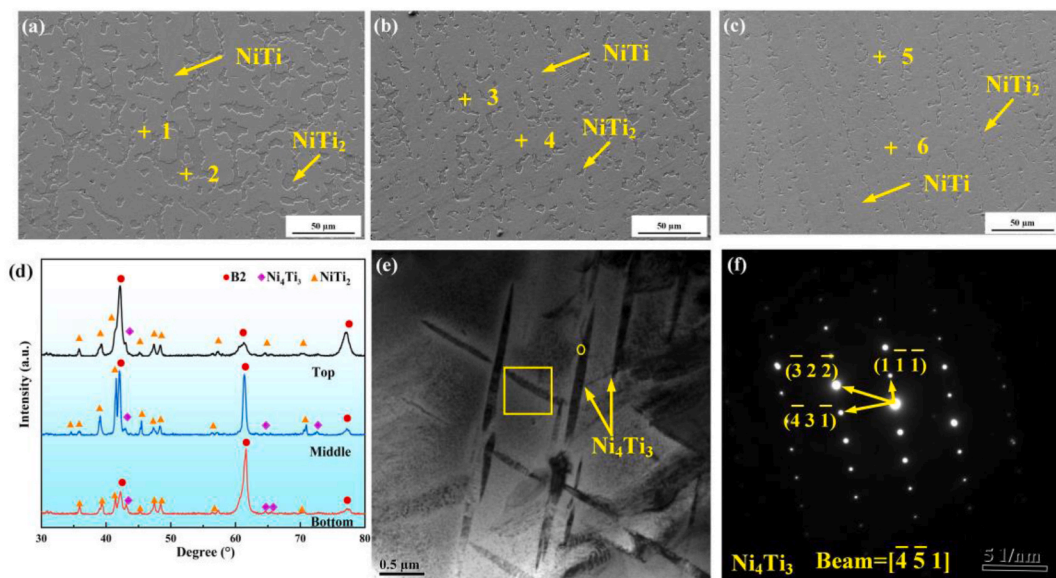 (a)
NiTi
+ 1
NiTi₂
+ 2
50 μm
(b)
NiTi
+ 3
NiTi₂
+ 4
50 μm
(c)
+ 5
NiTi₂
+ 6
NiTi
50 μm
(d)
B2 Ni₄Ti₃ NiTi₂
Top
Middle
Bottom
Intensity (a.u.)
30 40 50 60 70 80
Degree (°)
(e)
Ni₄Ti₃
0.5 μm
(f)
(3̄ 2 2̄) (1 1̄ 1̄)
(4̄ 3 1̄)
Ni₄Ti₃ Beam=[4̄ 5̄ 1]
5 1/nm